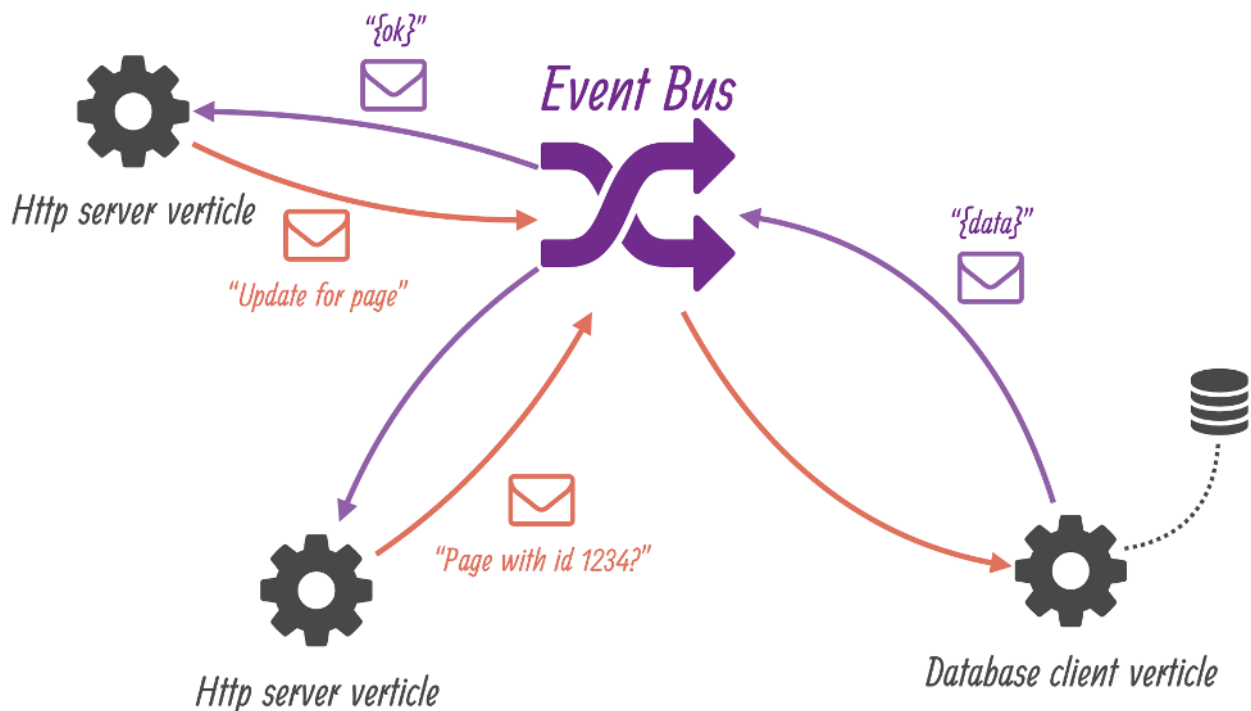 “{ok}”
Event Bus
Http server verticle
“{data}”
“Update for page”
“Page with id 1234?”
Database client verticle
Http server verticle